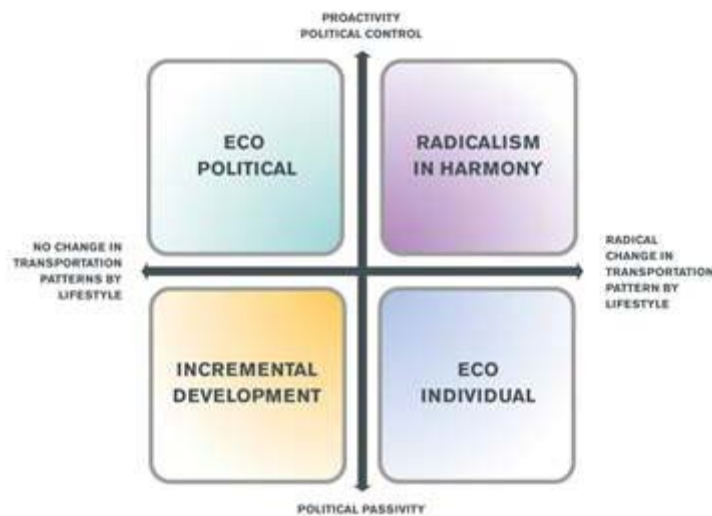 PROACTIVITY
POLITICAL CONTROL
ECO
POLITICAL
RADICALISM
IN HARMONY
NO CHANGE IN
TRANSPORTATION
PATTERNS BY
LIFESTYLE
RADICAL
CHANGE IN
TRANSPORTATION
PATTERN BY
LIFESTYLE
INCREMENTAL
DEVELOPMENT
ECO
INDIVIDUAL
POLITICAL PASSIVITY